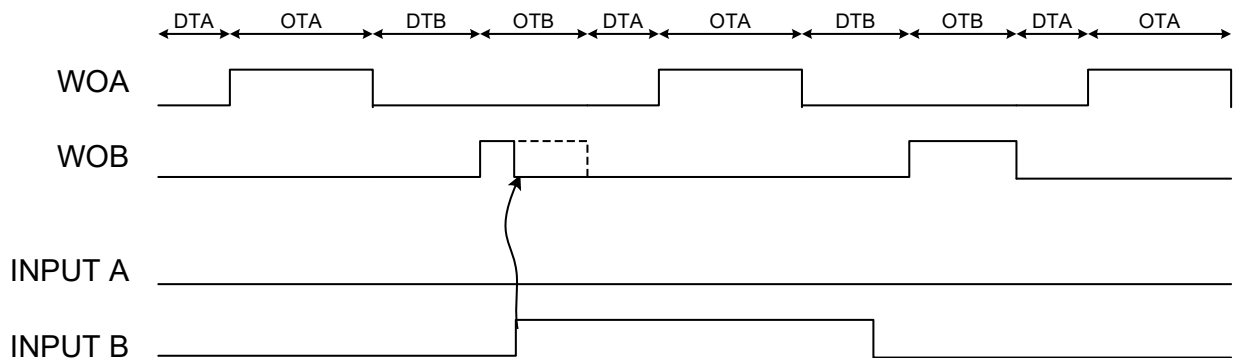 DTA OTA DTB OTB DTA OTA DTB OTB DTA OTA
WOA
WOB
INPUT A
INPUT B